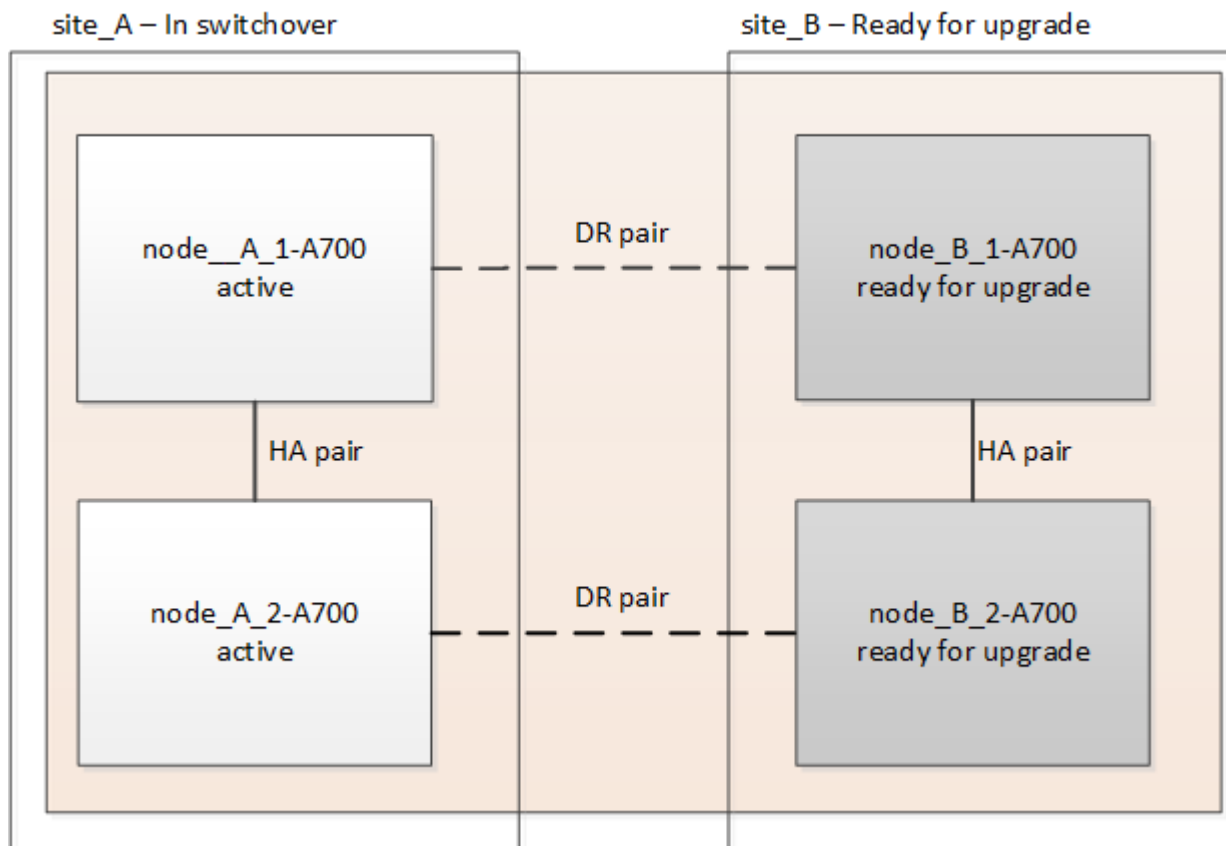 site_A – In switchover
site_B – Ready for upgrade
node__A_1-A700
active
DR pair
node_B_1-A700
ready for upgrade
HA pair
HA pair
node_A_2-A700
active
DR pair
node_B_2-A700
ready for upgrade